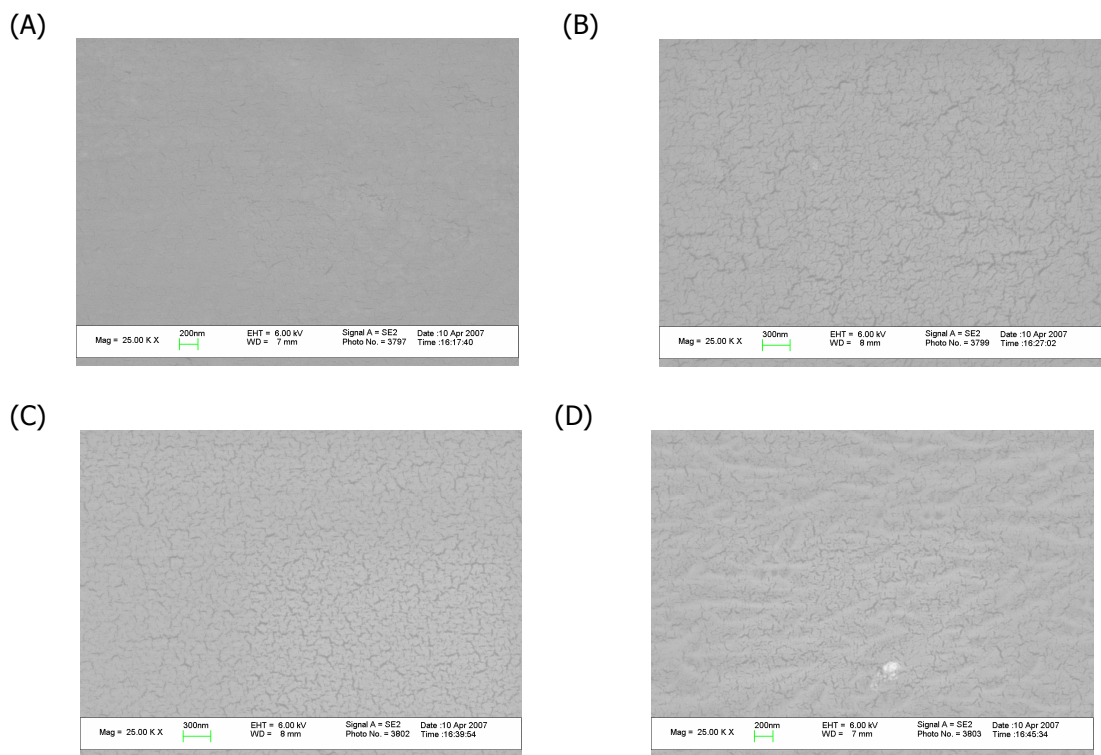 (A)
(B)
Mag = 25.00 K X
200nm
EHT = 6.00 kV
WD = 7 mm
Signal A = SE2
Photo No. = 3797
Date :10 Apr 2007
Time :16:17:40
Mag = 25.00 K X
300nm
EHT = 6.00 kV
WD = 8 mm
Signal A = SE2
Photo No. = 3799
Date :10 Apr 2007
Time :16:27:02
(C)
(D)
Mag = 25.00 K X
300nm
EHT = 6.00 kV
WD = 8 mm
Signal A = SE2
Photo No. = 3802
Date :10 Apr 2007
Time :16:39:54
Mag = 25.00 K X
200nm
EHT = 6.00 kV
WD = 7 mm
Signal A = SE2
Photo No. = 3803
Date :10 Apr 2007
Time :16:45:34